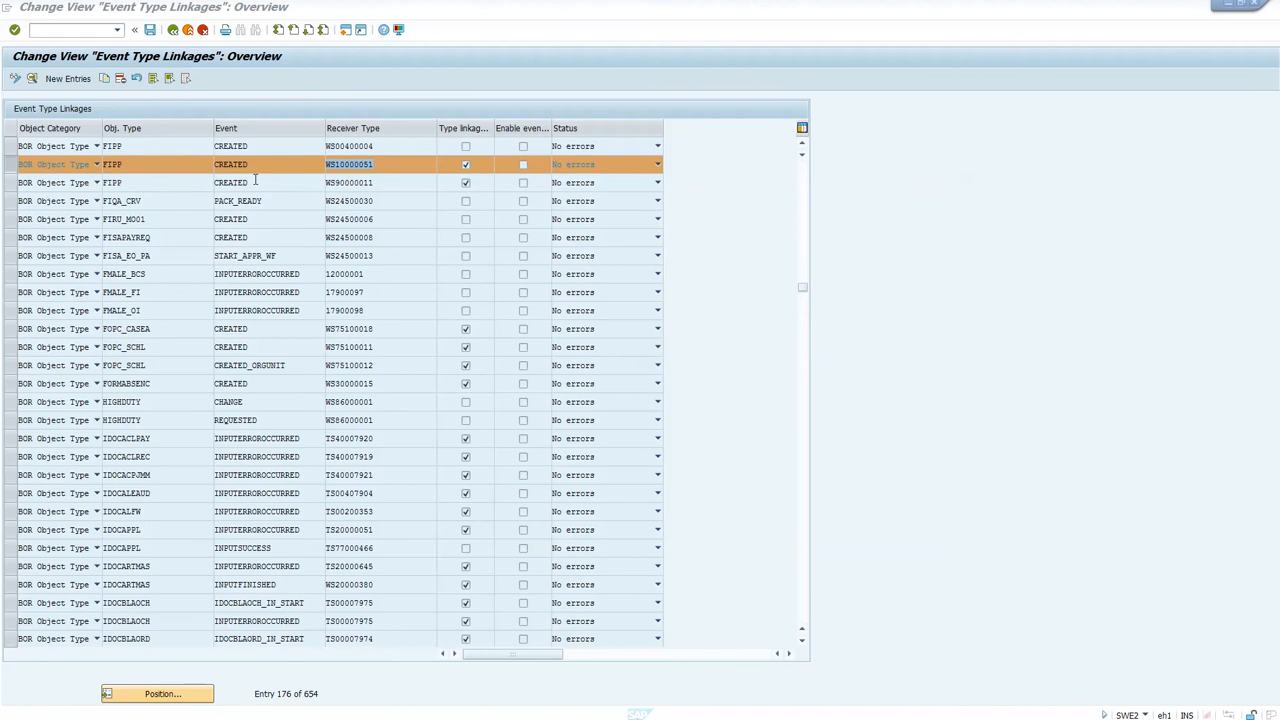 Change View "Event Type Linkages": Overview
Change View "Event Type Linkages": Overview
New Entries
Event Type Linkages
Object Category Obj. Type Event Receiver Type Type linkag... Enable even... Status
BOR Object Type FIPP CREATED WS00400004 No errors
BOR Object Type FIPP CREATED WS10000051 No errors
BOR Object Type FIPP CREATED WS90000011 No errors
BOR Object Type FIQA_CRV PACK_READY WS24500030 No errors
BOR Object Type FIRU_MO01 CREATED WS24500006 No errors
BOR Object Type FISAPAYREQ CREATED WS24500008 No errors
BOR Object Type FISA_EO_PA START_APPR_WF WS24500013 No errors
BOR Object Type FMALE_BCS INPUTERROROCCURRED 12000001 No errors
BOR Object Type FMALE_FI INPUTERROROCCURRED 17900097 No errors
BOR Object Type FMALE_OI INPUTERROROCCURRED 17900098 No errors
BOR Object Type FOPC_CASEA CREATED WS75100018 No errors
BOR Object Type FOPC_SCHL CREATED WS75100011 No errors
BOR Object Type FOPC_SCHL CREATED_ORGUNIT WS75100012 No errors
BOR Object Type FORMABSENC CREATED WS30000015 No errors
BOR Object Type HIGHDUTY CHANGE WS86000001 No errors
BOR Object Type HIGHDUTY REQUESTED WS86000001 No errors
BOR Object Type IDOCACLPAY INPUTERROROCCURRED TS40007920 No errors
BOR Object Type IDOCACLREC INPUTERROROCCURRED TS40007919 No errors
BOR Object Type IDOCACPJMM INPUTERROROCCURRED TS40007921 No errors
BOR Object Type IDOCALEAUD INPUTERROROCCURRED TS00407904 No errors
BOR Object Type IDOCALFW INPUTERROROCCURRED TS00200353 No errors
BOR Object Type IDOCAPPL INPUTERROROCCURRED TS20000051 No errors
BOR Object Type IDOCAPPL INPUTSUCCESS TS77000466 No errors
BOR Object Type IDOCARTMAS INPUTERROROCCURRED TS20000645 No errors
BOR Object Type IDOCARTMAS INPUTFINISHED WS20000380 No errors
BOR Object Type IDOCBLAOCH IDOCBLAOCH_IN_START TS00007975 No errors
BOR Object Type IDOCBLAOCH INPUTERROROCCURRED TS00007975 No errors
BOR Object Type IDOCBLAORD IDOCBLAORD_IN_START TS00007974 No errors
Position... Entry 176 of 654
SAP SWE2 eh1 INS